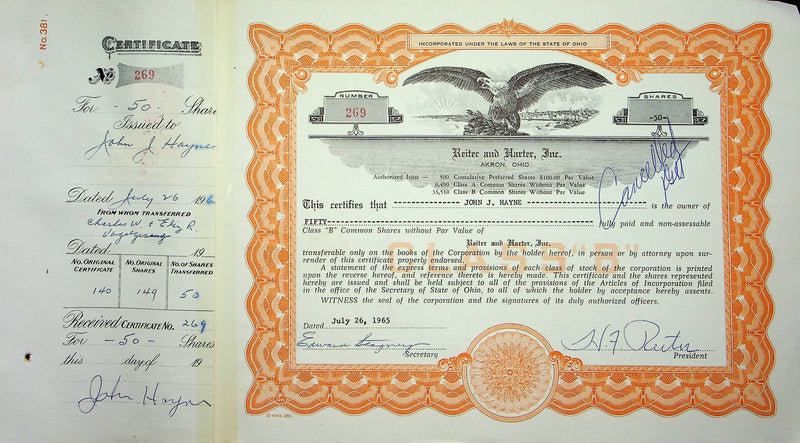 No. 381.
CERTIFICATE
No 269
For - 50 - Shares
Issued to
John J Hayne
Dated July 26 196
FROM WHOM TRANSFERRED
Charles W. +
Dated 19
No. ORIGINAL CERTIFICATE No. ORIGINAL SHARES No. OF SHARES TRANSFERRED
140 149 50
Received CERTIFICATE No. 269
For - 50 - Shares
this day of 19
John Hayne
INCORPORATED UNDER THE LAWS OF THE STATE OF OHIO
NUMBER
269
SHARES
-50-
Reiter and Harter, Inc.
AKRON, OHIO
Cancelled
Authorized Issue - 500 Cumulative Preferred Shares $100.00 Par Value
6,490 Class A Common Shares Without Par Value
35,510 Class B Common Shares Without Par Value
This certifies that JOHN J. HAYNE is the owner of
FIFTY fully paid and non-assessable
Class "B" Common Shares without Par Value of
CLASS "B"
Reiter and Harter, Inc.
transferable only on the books of the Corporation by the holder hereof, in person or by attorney upon sur-
render of this certificate properly endorsed.
A statement of the express terms and provisions of each class of stock of the corporation is printed
upon the reverse hereof, and reference thereto is hereby made. This certificate and the shares represented
hereby are issued and shall be held subject to all of the provisions of the Articles of Incorporation filed
in the office of the Secretary of State of Ohio, to all of which the holder by acceptance hereby assents.
WITNESS the seal of the corporation and the signatures of its duly authorized officers.
Dated July 26, 1965
Edward
Secretary
H F Reiter
President
© GOES 381.